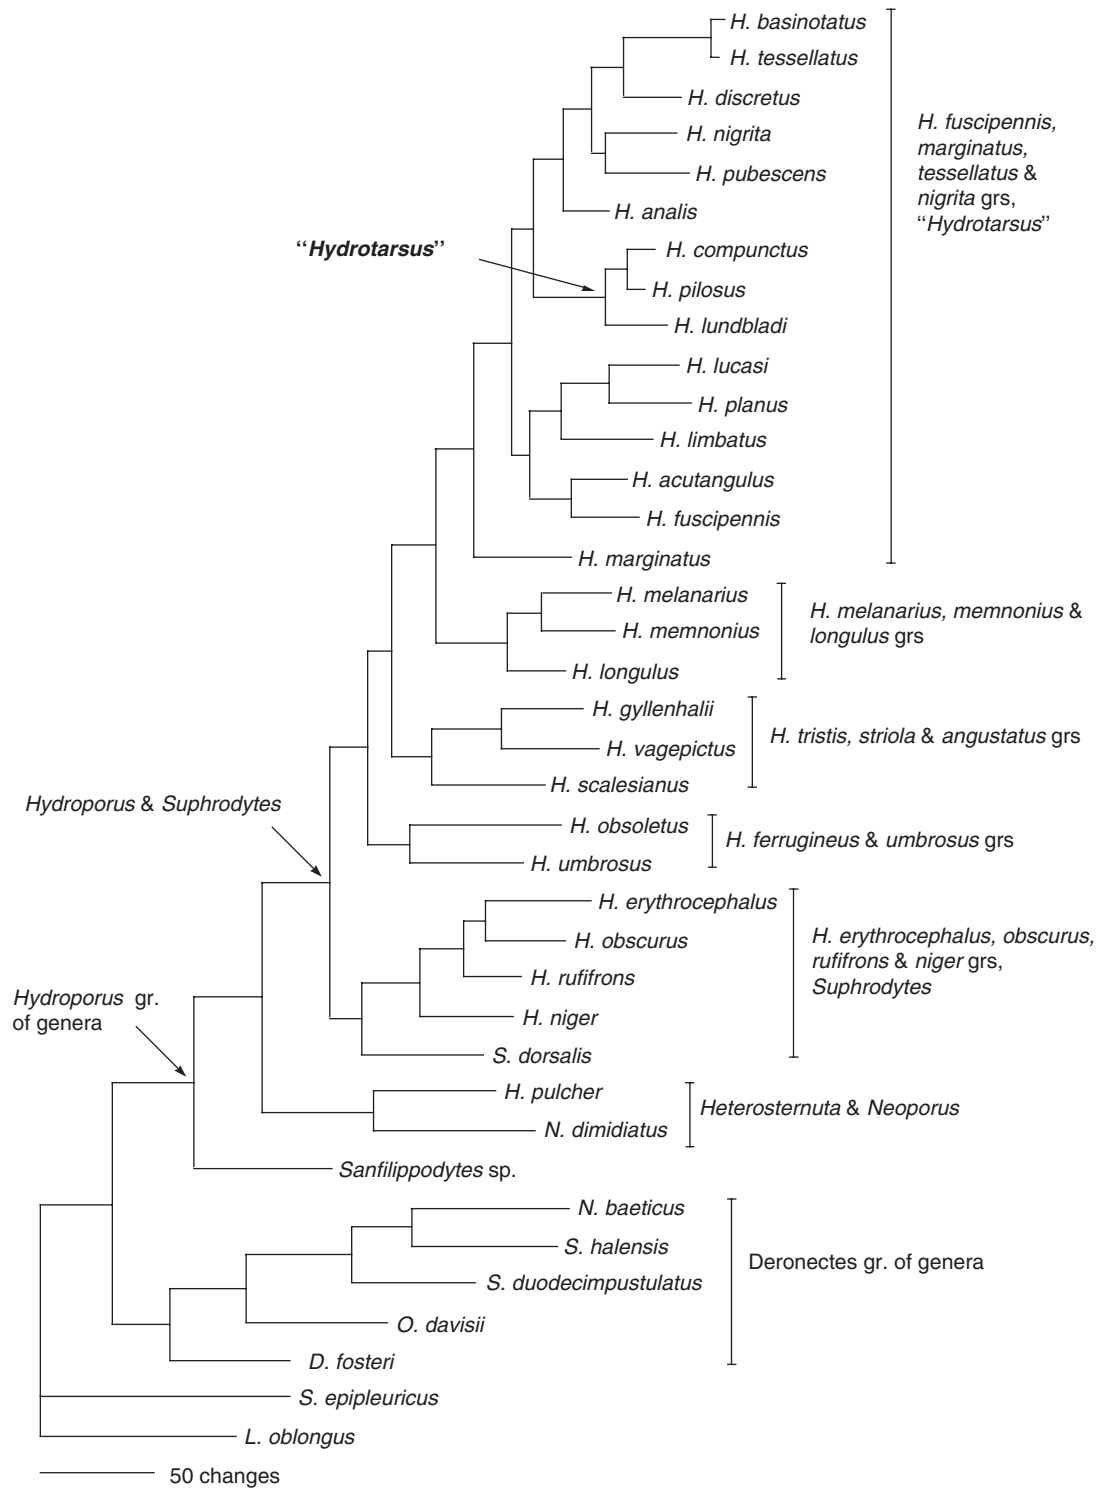 H. basinotatus
H. tessellatus
H. discretus
H. nigrita
H. pubescens
H. analis
H. fuscipennis,
marginatus,
tessellatus &
nigrita grs,
“Hydrotarsus”
“Hydrotarsus”
H. compunctus
H. pilosus
H. lundbladi
H. lucasi
H. planus
H. limbatus
H. acutangulus
H. fuscipennis
H. marginatus
H. melanarius
H. memnonius
H. longulus
H. melanarius, memnonius &
longulus grs
H. gyllenhalii
H. vagepictus
H. scalesianus
H. tristis, striola & angustatus grs
Hydroporus & Suphrodytes
H. obsoletus
H. umbrosus
H. ferrugineus & umbrosus grs
H. erythrocephalus
H. obscurus
H. rufifrons
H. niger
S. dorsalis
H. erythrocephalus, obscurus,
rufifrons & niger grs,
Suphrodytes
Hydroporus gr.
of genera
H. pulcher
N. dimidiatus
Heterosternuta & Neoporus
Sanfilippodytes sp.
N. baeticus
S. halensis
S. duodecimpustulatus
O. davisii
D. fosteri
Deronectes gr. of genera
S. epipleuricus
L. oblongus
50 changes